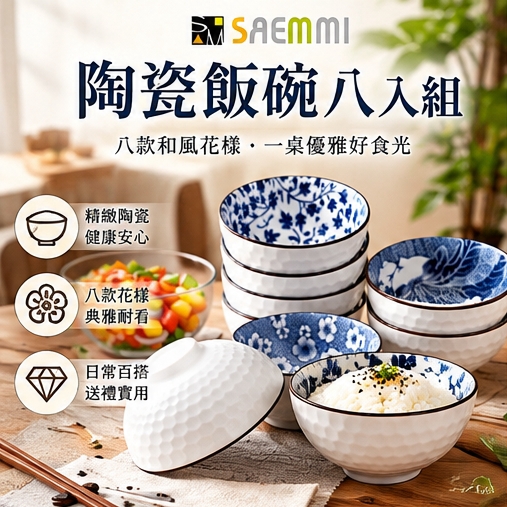 SAM SAEMMI
陶瓷飯碗八入組
八款和風花樣・一桌優雅好食光
精緻陶瓷
健康安心
八款花樣
典雅耐看
日常百搭
送禮實用